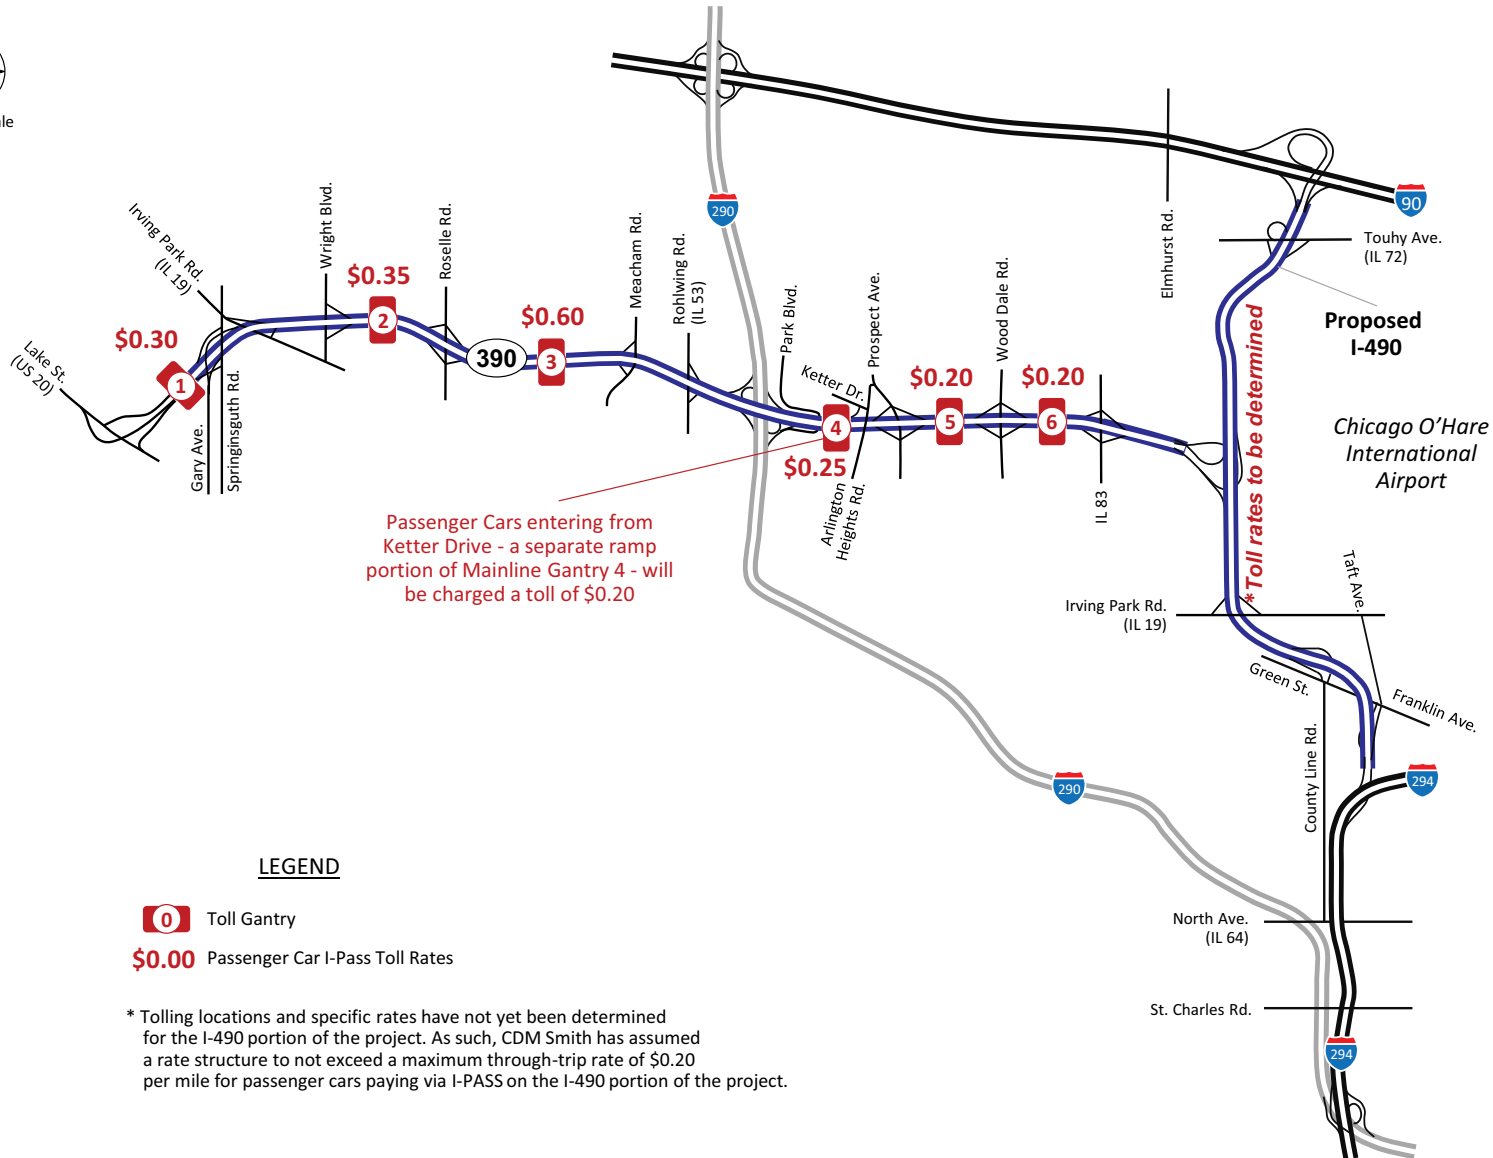 290
90
Elmhurst Rd.
Touhy Ave.
(IL 72)
Proposed
I-490
Chicago O'Hare
International
Airport
*Toll rates to be determined
Irving Park Rd.
(IL 19)
Wright Blvd.
$0.35
2
Roselle Rd.
$0.30
1
Lake St.
(US 20)
Gary Ave.
Springinsguth Rd.
390
$0.60
3
Meacham Rd.
Rohlwing Rd.
(IL 53)
Park Blvd.
Ketter Dr.
Prospect Ave.
4
$0.25
Arlington
Heights Rd.
$0.20
5
Wood Dale Rd.
$0.20
6
IL 83
Passenger Cars entering from
Ketter Drive - a separate ramp
portion of Mainline Gantry 4 - will
be charged a toll of $0.20
Irving Park Rd.
(IL 19)
Taft Ave.
Green St.
Franklin Ave.
County Line Rd.
290
294
North Ave.
(IL 64)
St. Charles Rd.
294
LEGEND
0 Toll Gantry
$0.00 Passenger Car I-Pass Toll Rates
* Tolling locations and specific rates have not yet been determined
for the I-490 portion of the project. As such, CDM Smith has assumed
a rate structure to not exceed a maximum through-trip rate of $0.20
per mile for passenger cars paying via I-PASS on the I-490 portion of the project.